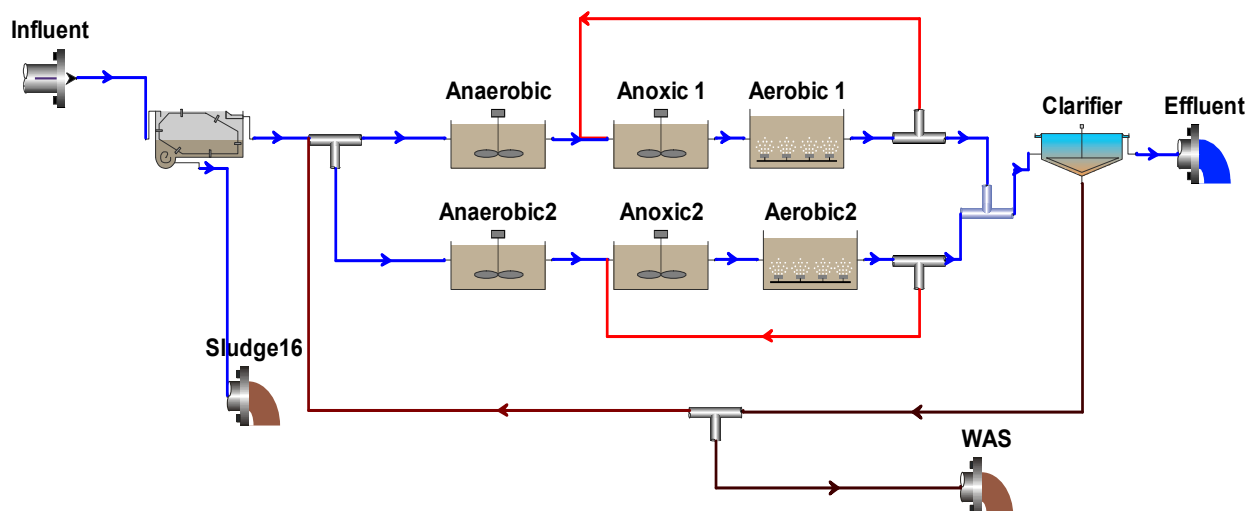 Influent
Anaerobic
Anoxic 1
Aerobic 1
Clarifier
Effluent
Anaerobic2
Anoxic2
Aerobic2
Sludge16
WAS